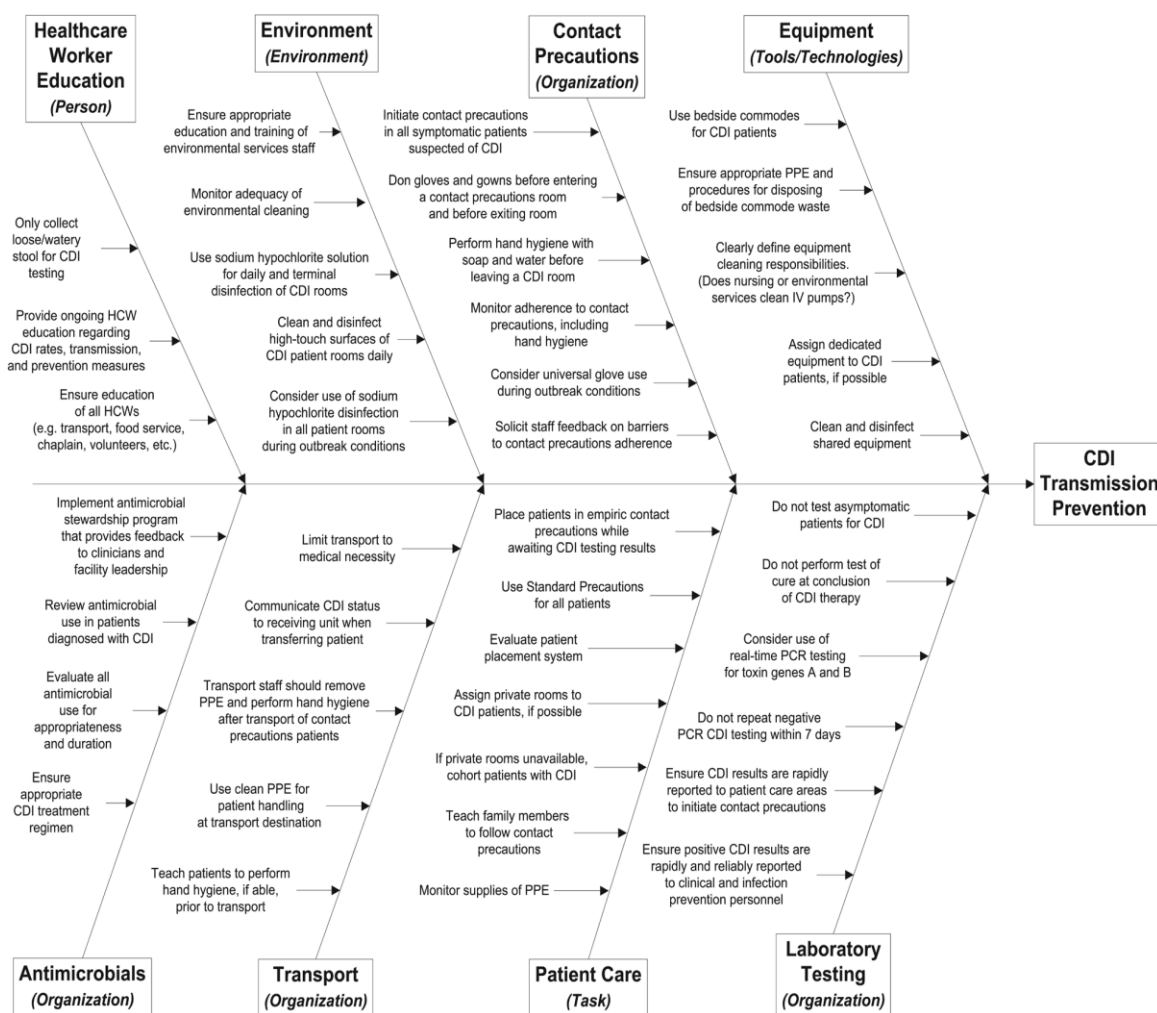 Healthcare
Worker
Education
(Person)
Only collect
loose/watery
stool for CDI
testing
Provide ongoing HCW
education regarding
CDI rates, transmission,
and prevention measures
Ensure education
of all HCWs
(e.g. transport, food service,
chaplain, volunteers, etc.)
Environment
(Environment)
Ensure appropriate
education and training of
environmental services staff
Monitor adequacy of
environmental cleaning
Use sodium hypochlorite solution
for daily and terminal
disinfection of CDI rooms
Clean and disinfect
high-touch surfaces of
CDI patient rooms daily
Consider use of sodium
hypochlorite disinfection
in all patient rooms
during outbreak conditions
Contact
Precautions
(Organization)
Initiate contact precautions
in all symptomatic patients
suspected of CDI
Don gloves and gowns before entering
a contact precautions room
and before exiting room
Perform hand hygiene with
soap and water before
leaving a CDI room
Monitor adherence to contact
precautions, including
hand hygiene
Consider universal glove use
during outbreak conditions
Solicit staff feedback on barriers
to contact precautions adherence
Equipment
(Tools/Technologies)
Use bedside commodes
for CDI patients
Ensure appropriate PPE and
procedures for disposing
of bedside commode waste
Clearly define equipment
cleaning responsibilities.
(Does nursing or environmental
services clean IV pumps?)
Assign dedicated
equipment to CDI
patients, if possible
Clean and disinfect
shared equipment
CDI
Transmission
Prevention
Implement antimicrobial
stewardship program
that provides feedback
to clinicians and
facility leadership
Review antimicrobial
use in patients
diagnosed with CDI
Evaluate all
antimicrobial
use for
appropriateness
and duration
Ensure
appropriate
CDI treatment
regimen
Antimicrobials
(Organization)
Limit transport to
medical necessity
Communicate CDI status
to receiving unit when
transferring patient
Transport staff should remove
PPE and perform hand hygiene
after transport of contact
precautions patients
Use clean PPE for
patient handling
at transport destination
Teach patients to perform
hand hygiene, if able,
prior to transport
Transport
(Organization)
Place patients in empiric contact
precautions while
awaiting CDI testing results
Use Standard Precautions
for all patients
Evaluate patient
placement system
Assign private rooms to
CDI patients, if possible
If private rooms unavailable,
cohort patients with CDI
Teach family members
to follow contact
precautions
Monitor supplies of PPE
Patient Care
(Task)
Do not test asymptomatic
patients for CDI
Do not perform test of
cure at conclusion
of CDI therapy
Consider use of
real-time PCR testing
for toxin genes A and B
Do not repeat negative
PCR CDI testing within 7 days
Ensure CDI results are rapidly
reported to patient care areas
to initiate contact precautions
Ensure positive CDI results are
rapidly and reliably reported
to clinical and infection
prevention personnel
Laboratory
Testing
(Organization)